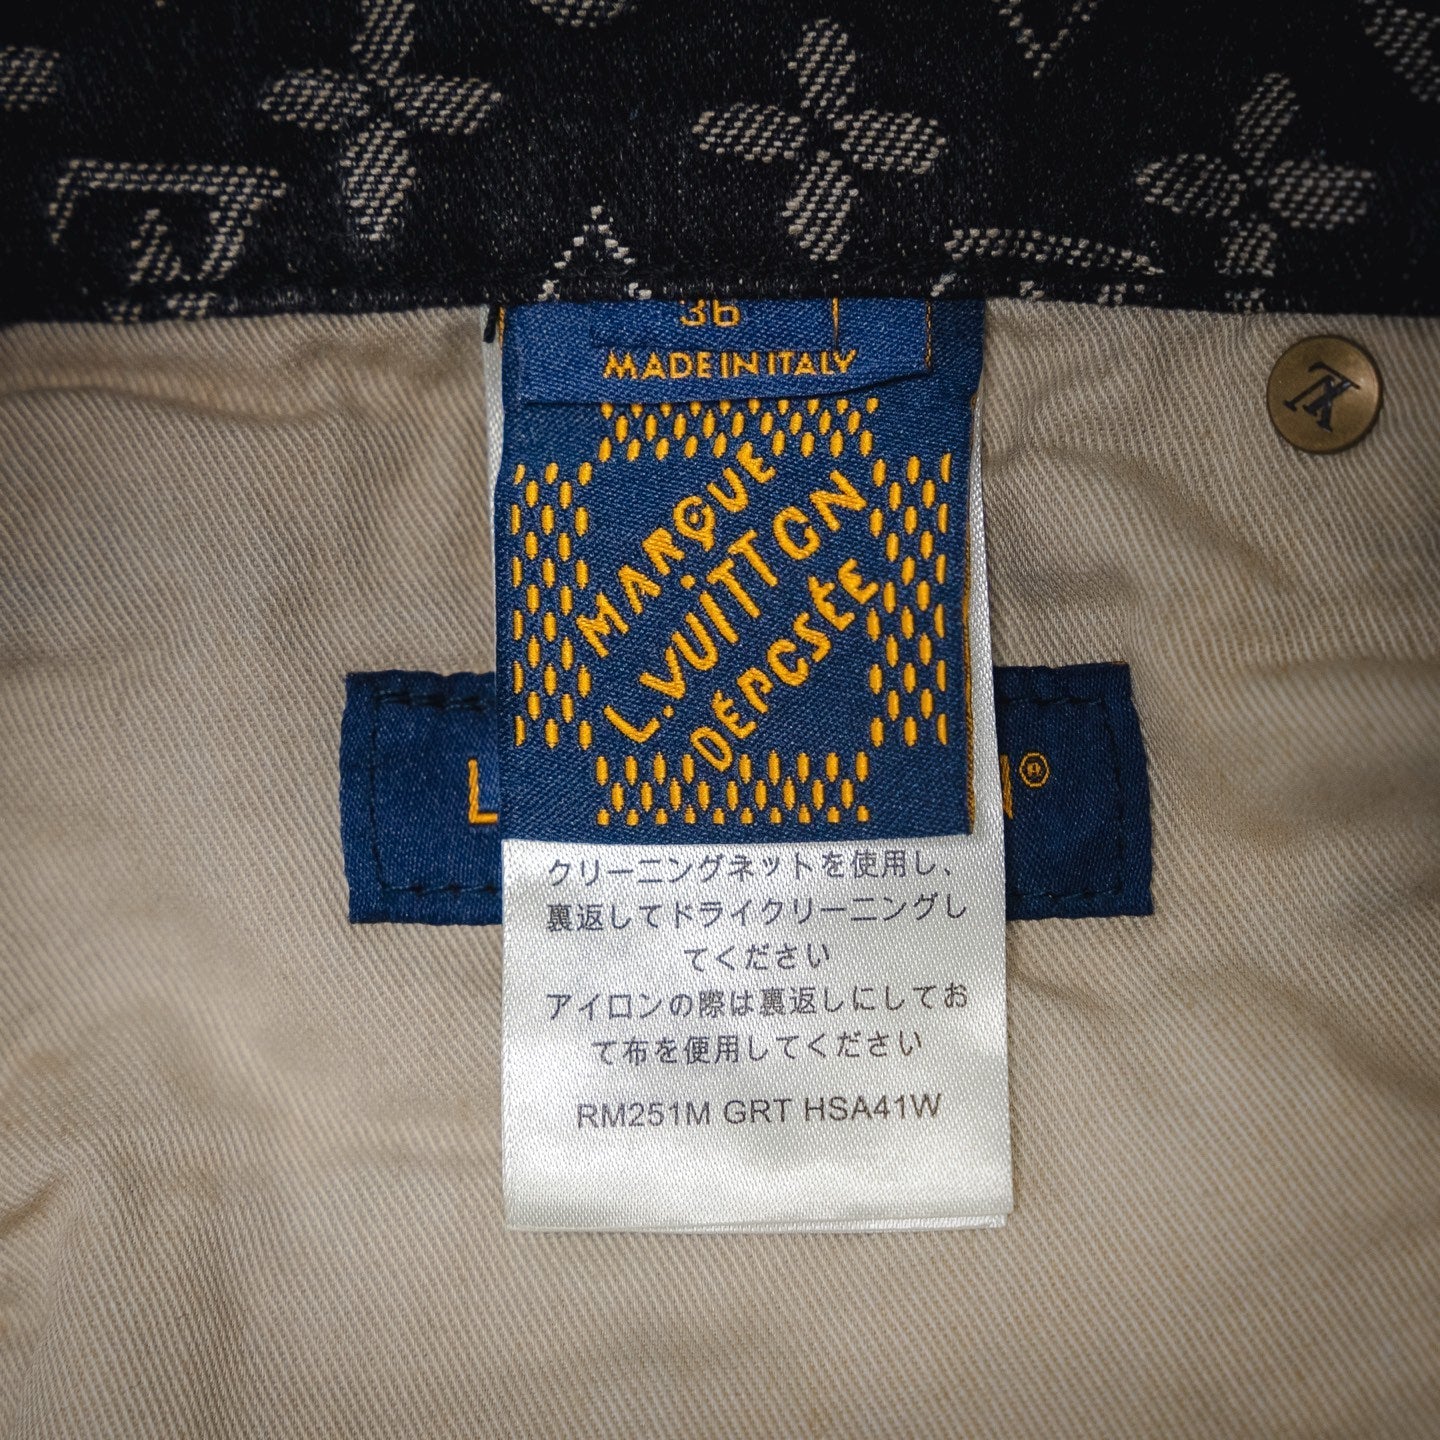 36
MADE IN ITALY
MARQUE
L.VUITTON
DÉPOSÉE
®
クリーニングネットを使用し、
裏返してドライクリーニングし
てください
アイロンの際は裏返しにしてお
て布を使用してください
RM251M GRT HSA41W
LV